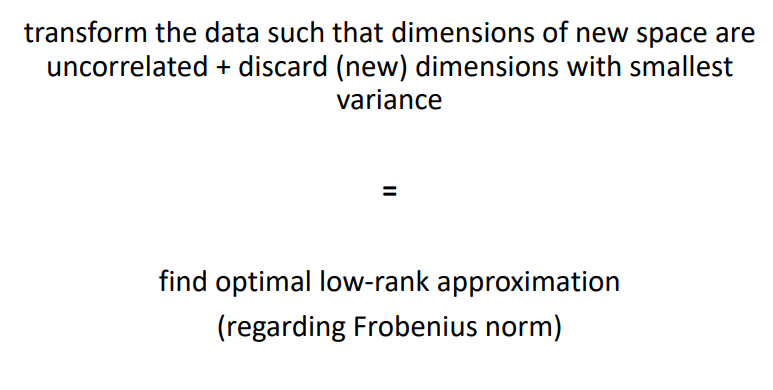 transform the data such that dimensions of new space are
uncorrelated + discard (new) dimensions with smallest
variance
=
find optimal low-rank approximation
(regarding Frobenius norm)